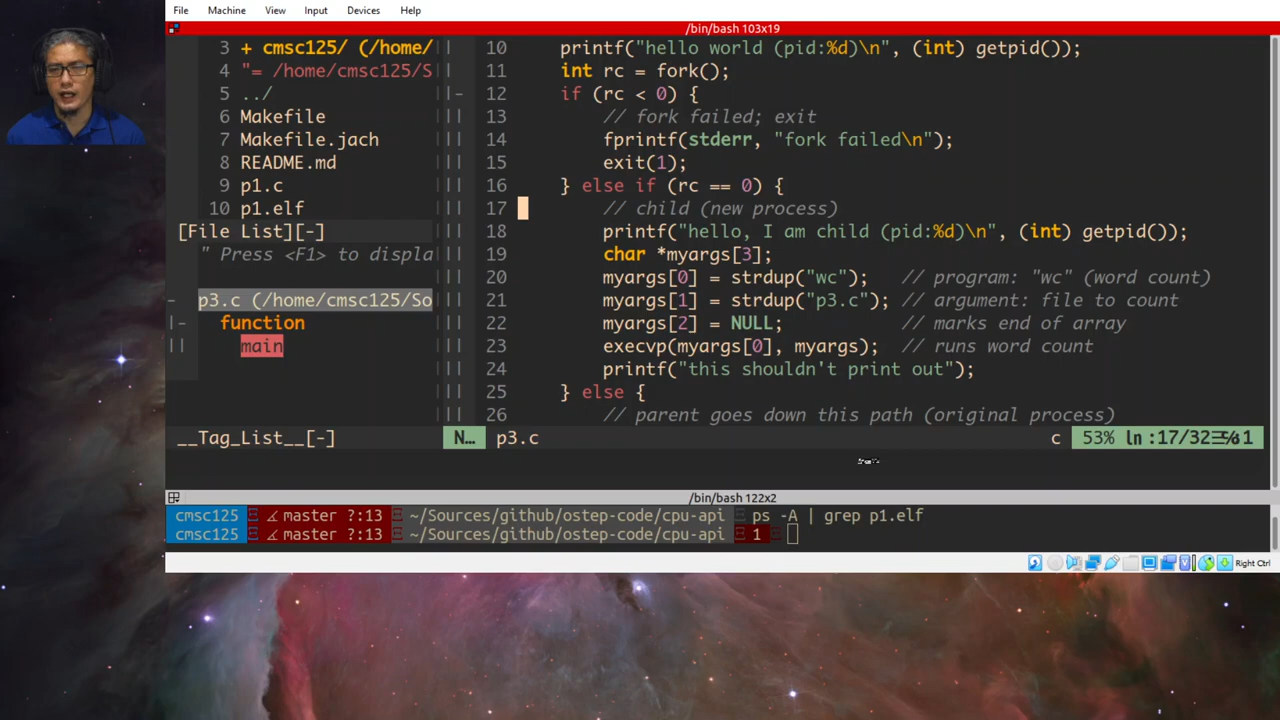 File Machine View Input Devices Help
/bin/bash 103x19
3 + cmsc125/ (/home/
4 "= /home/cmsc125/S
5 ../
6 Makefile
7 Makefile.jach
8 README.md
9 p1.c
10 p1.elf
[File List][-]
" Press <F1> to displa
- p3.c (/home/cmsc125/So
|- function
|| main
__Tag_List__[-]
10 printf("hello world (pid:%d)\n", (int) getpid());
11 int rc = fork();
12 if (rc < 0) {
13 // fork failed; exit
14 fprintf(stderr, "fork failed\n");
15 exit(1);
16 } else if (rc == 0) {
17 // child (new process)
18 printf("hello, I am child (pid:%d)\n", (int) getpid());
19 char *myargs[3];
20 myargs[0] = strdup("wc"); // program: "wc" (word count)
21 myargs[1] = strdup("p3.c"); // argument: file to count
22 myargs[2] = NULL; // marks end of array
23 execvp(myargs[0], myargs); // runs word count
24 printf("this shouldn't print out");
25 } else {
26 // parent goes down this path (original process)
N… p3.c c 53% ln :17/32
/bin/bash 122x2
cmsc125 master ?:13 ~/Sources/github/ostep-code/cpu-api ps -A | grep p1.elf
cmsc125 master ?:13 ~/Sources/github/ostep-code/cpu-api 1
Right Ctrl